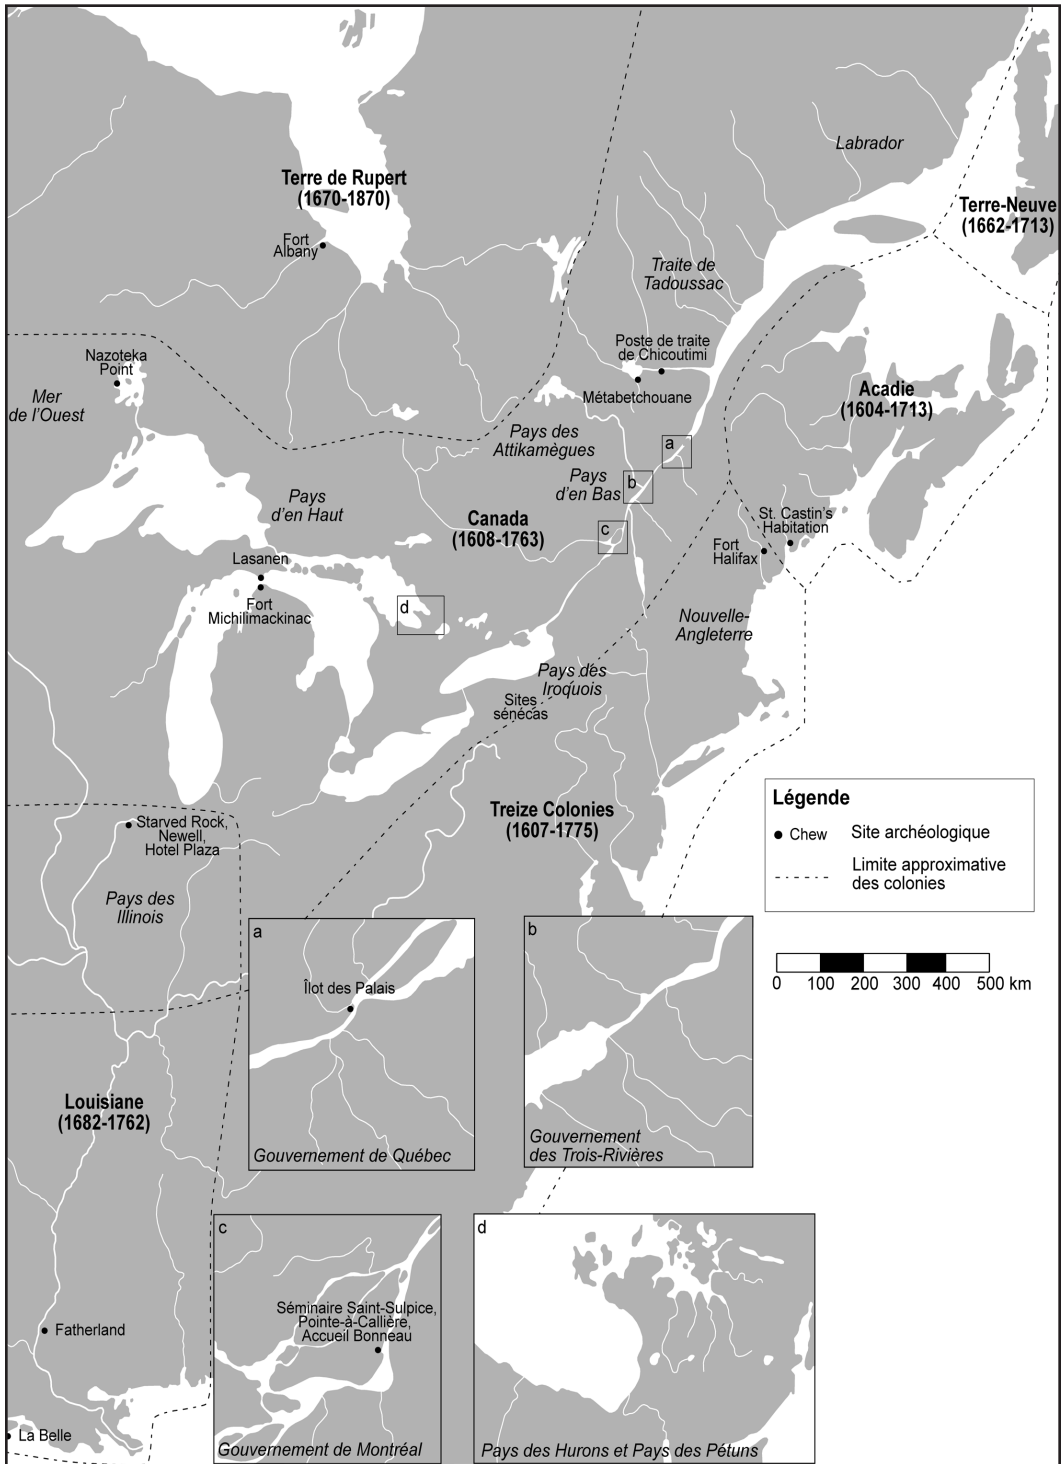 Labrador
Terre de Rupert
(1670-1870)
Terre-Neuve
(1662-1713)
Fort
Albany
Traite de
Tadoussac
Poste de traite
de Chicoutimi
Nazoteka
Point
Métabetchouane
Mer
de l'Ouest
Acadie
(1604-1713)
Pays des
Attikamègues
a
Pays
d'en Bas
b
Pays
d'en Haut
Canada
(1608-1763)
c
St. Castin's
Habitation
Fort
Halifax
Lasanen
Fort
Michilimackinac
d
Nouvelle-
Angleterre
Pays des
Iroquois
Sites
sénécas
Treize Colonies
(1607-1775)
Légende
Chew
Site archéologique
Limite approximative
des colonies
Starved Rock,
Newell,
Hotel Plaza
Pays des
Illinois
0 100 200 300 400 500 km
a
Îlot des Palais
Gouvernement de Québec
b
Gouvernement
des Trois-Rivières
Louisiane
(1682-1762)
c
Séminaire Saint-Sulpice,
Pointe-à-Callière,
Accueil Bonneau
Gouvernement de Montréal
d
Pays des Hurons et Pays des Pétuns
Fatherland
La Belle